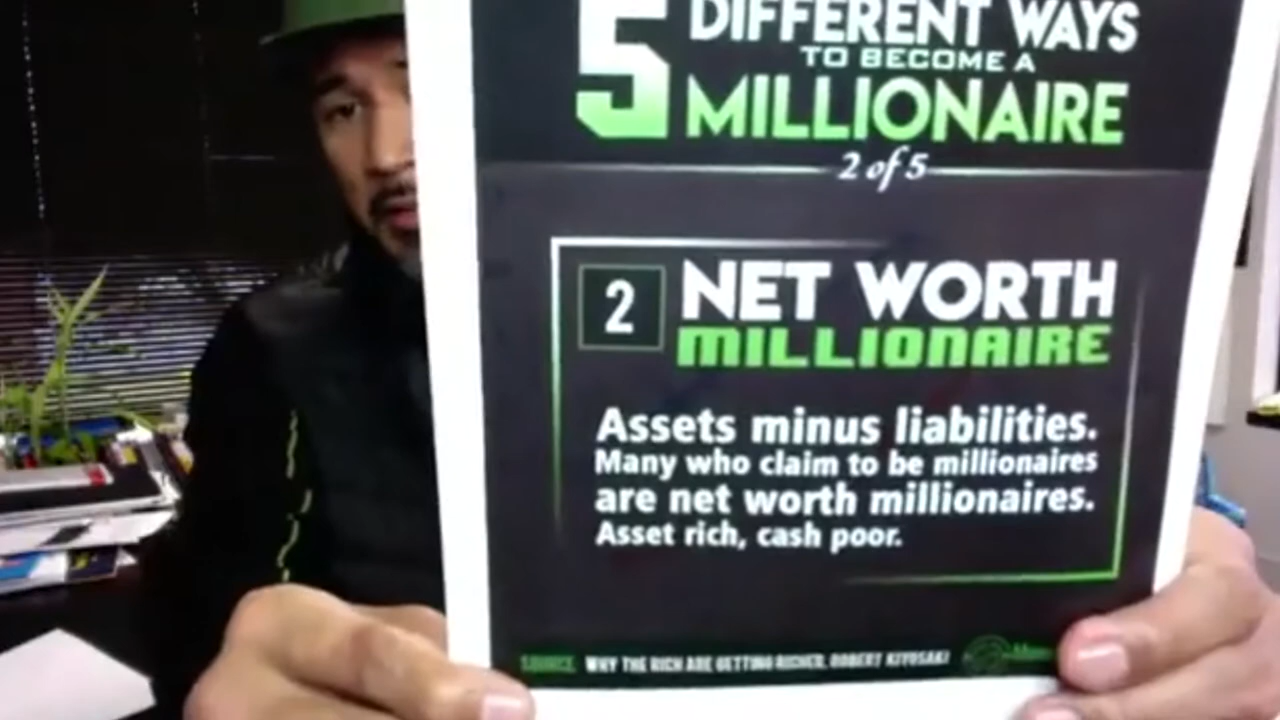 5 DIFFERENT WAYS
TO BECOME A
MILLIONAIRE
2 of 5
2 NET WORTH
MILLIONAIRE
Assets minus liabilities.
Many who claim to be millionaires
are net worth millionaires.
Asset rich, cash poor.
SOURCE WHY THE RICH ARE GETTING RICHER, ROBERT KIYOSAKI